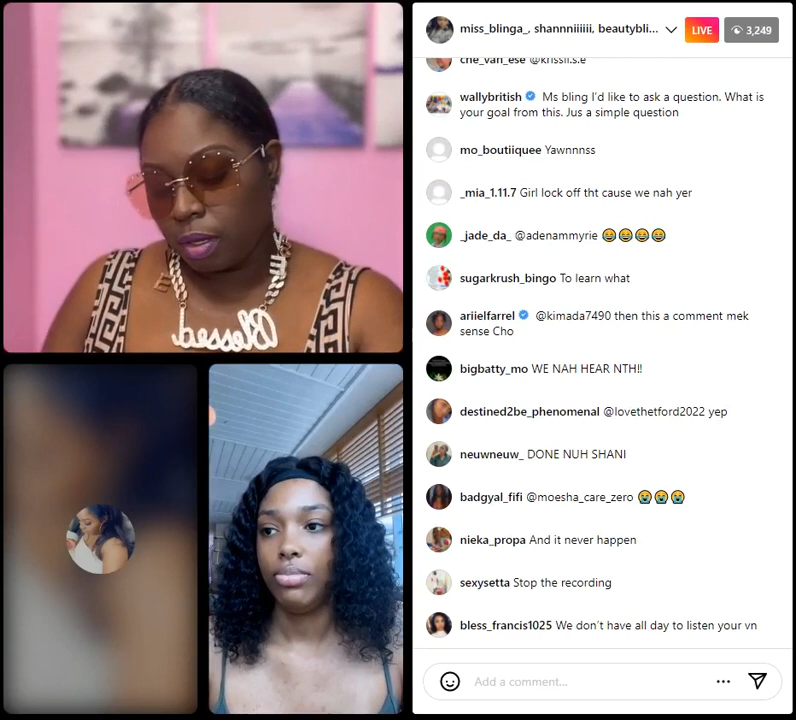 miss_blinga_, shannniiiiii, beautybli...
LIVE
3,249
che_van_ese @krissii.s.e
wallybritish Ms bling I'd like to ask a question. What is
your goal from this. Jus a simple question
mo_boutiiquee Yawnnnss
_mia_1.11.7 Girl lock off tht cause we nah yer
_jade_da_ @adenammyrie 😂😂😂😂
sugarkrush_bingo To learn what
ariielfarrel @kimada7490 then this a comment mek
sense Cho
bigbatty_mo WE NAH HEAR NTH!!
destined2be_phenomenal @lovethetford2022 yep
neuwneuw_ DONE NUH SHANI
badgyal_fifi @moesha_care_zero 😭😭😭
nieka_propa And it never happen
sexysetta Stop the recording
bless_francis1025 We don't have all day to listen your vn
Add a comment...
Blessed